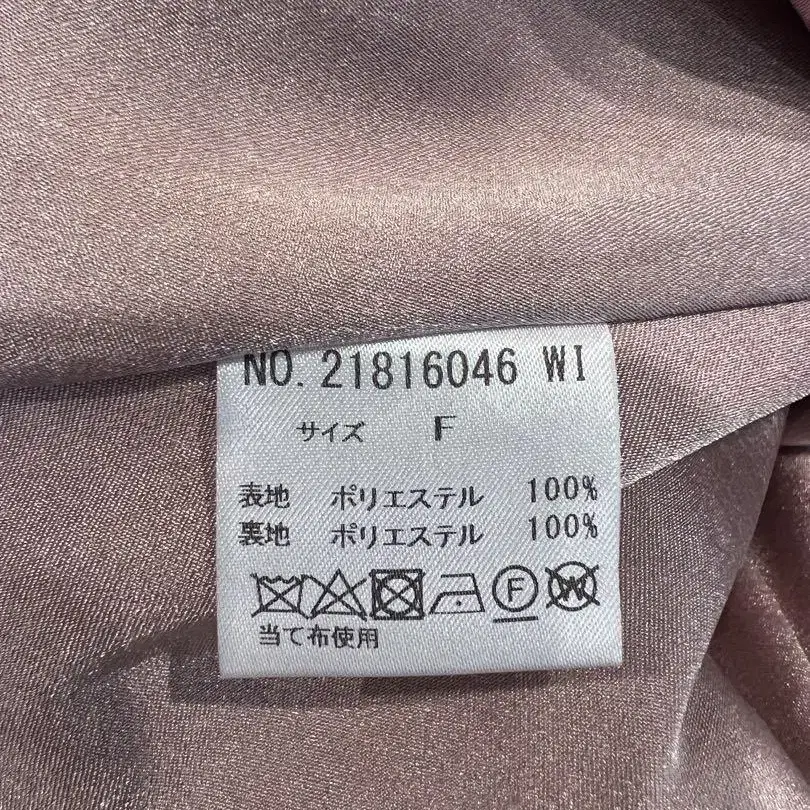 NO. 21816046 WI
サイズ F
表地 ポリエステル 100%
裏地 ポリエステル 100%
F W
当て布使用